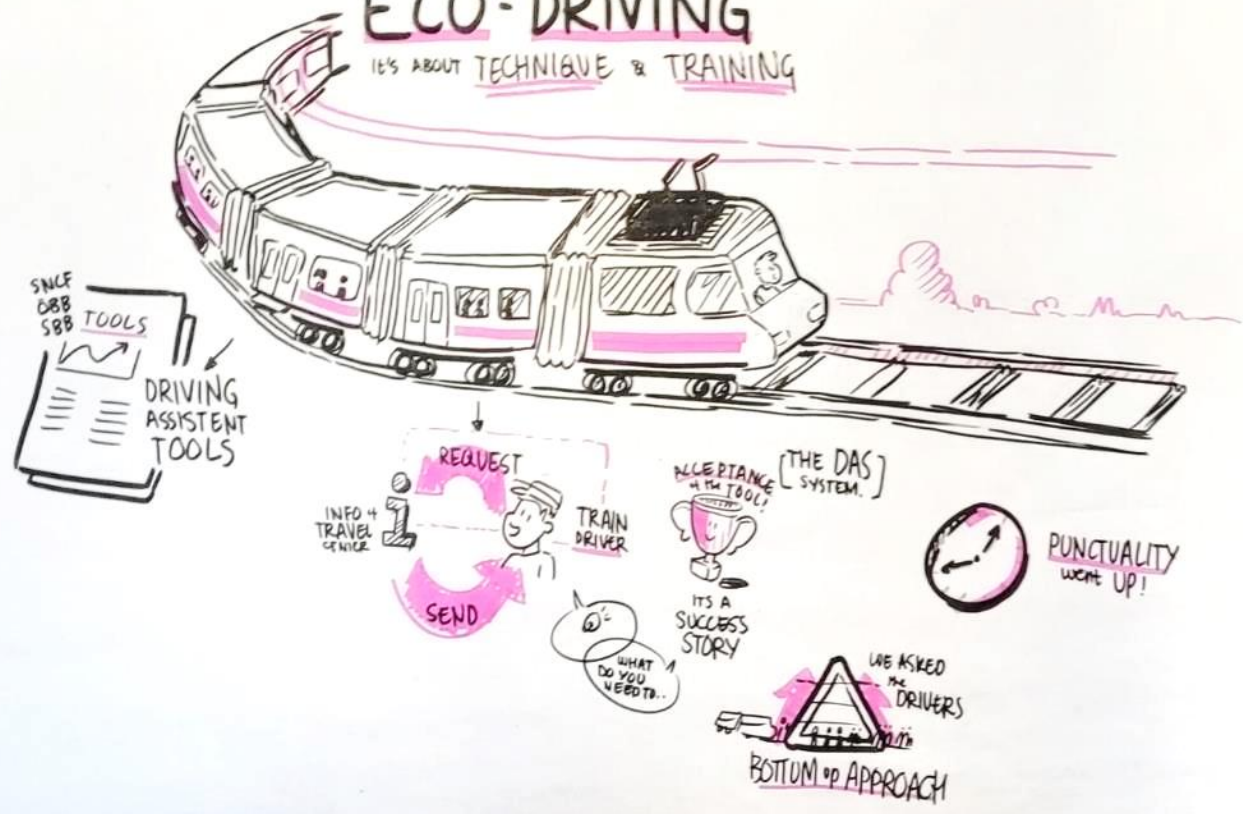 ECO-DRIVING
IT'S ABOUT TECHNIQUE & TRAINING
SNCF
ÖBB
SBB
TOOLS
DRIVING
ASSISTENT
TOOLS
REQUEST
INFO +
TRAVEL
i
SEND
TRAIN
DRIVER
WHAT
DO YOU
NEED TO..
ACCEPTANCE
of the TOOL!
[THE DAS
SYSTEM.]
ITS A
SUCCESS
STORY
PUNCTUALITY
went UP!
WE ASKED
the
DRIVERS
BOTTUM up APPROACH